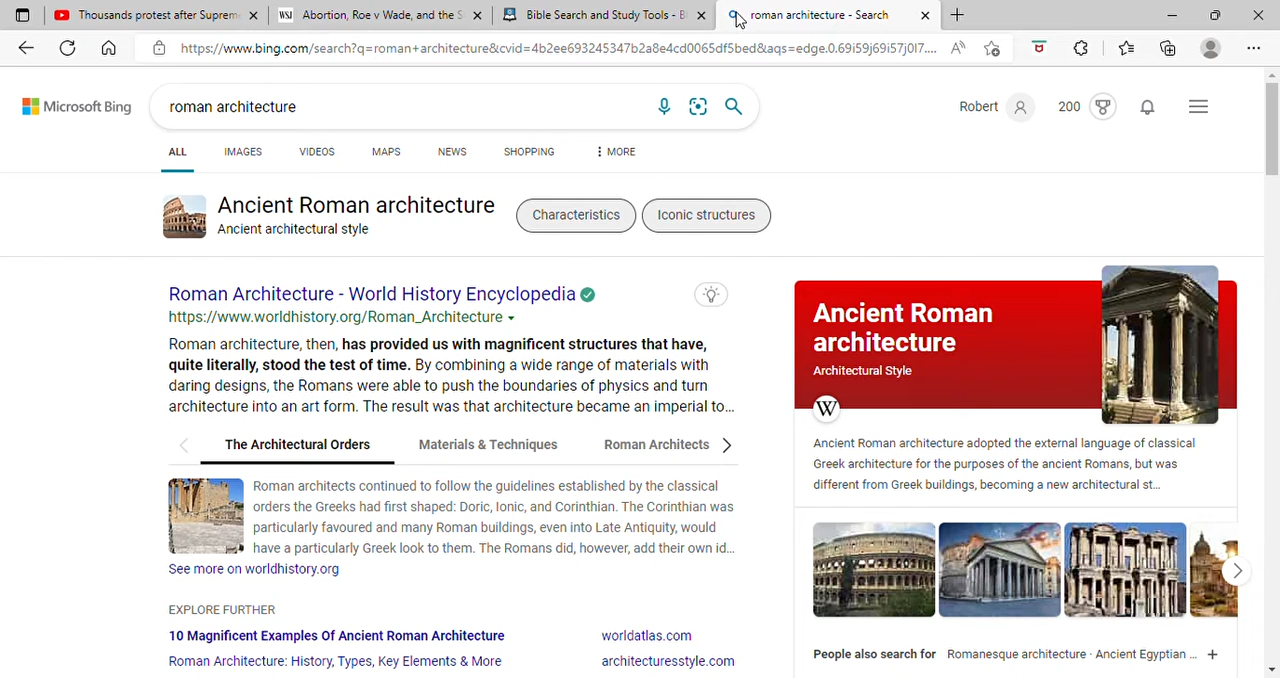 Thousands protest after Suprem
Abortion, Roe v Wade, and the S
Bible Search and Study Tools - B
roman architecture - Search
https://www.bing.com/search?q=roman+architecture&cvid=4b2ee693245347b2a8e4cd0065df5bed&aqs=edge.0.69i59j69i57j0l7....
Microsoft Bing
roman architecture
Robert
200
ALL
IMAGES
VIDEOS
MAPS
NEWS
SHOPPING
MORE
Ancient Roman architecture
Ancient architectural style
Characteristics
Iconic structures
Roman Architecture - World History Encyclopedia
https://www.worldhistory.org/Roman_Architecture
Roman architecture, then, has provided us with magnificent structures that have,
quite literally, stood the test of time. By combining a wide range of materials with
daring designs, the Romans were able to push the boundaries of physics and turn
architecture into an art form. The result was that architecture became an imperial to...
The Architectural Orders
Materials & Techniques
Roman Architects
Roman architects continued to follow the guidelines established by the classical
orders the Greeks had first shaped: Doric, Ionic, and Corinthian. The Corinthian was
particularly favoured and many Roman buildings, even into Late Antiquity, would
have a particularly Greek look to them. The Romans did, however, add their own id...
See more on worldhistory.org
EXPLORE FURTHER
10 Magnificent Examples Of Ancient Roman Architecture
worldatlas.com
Roman Architecture: History, Types, Key Elements & More
architecturesstyle.com
Ancient Roman
architecture
Architectural Style
W
Ancient Roman architecture adopted the external language of classical
Greek architecture for the purposes of the ancient Romans, but was
different from Greek buildings, becoming a new architectural st...
People also search for Romanesque architecture · Ancient Egyptian ...